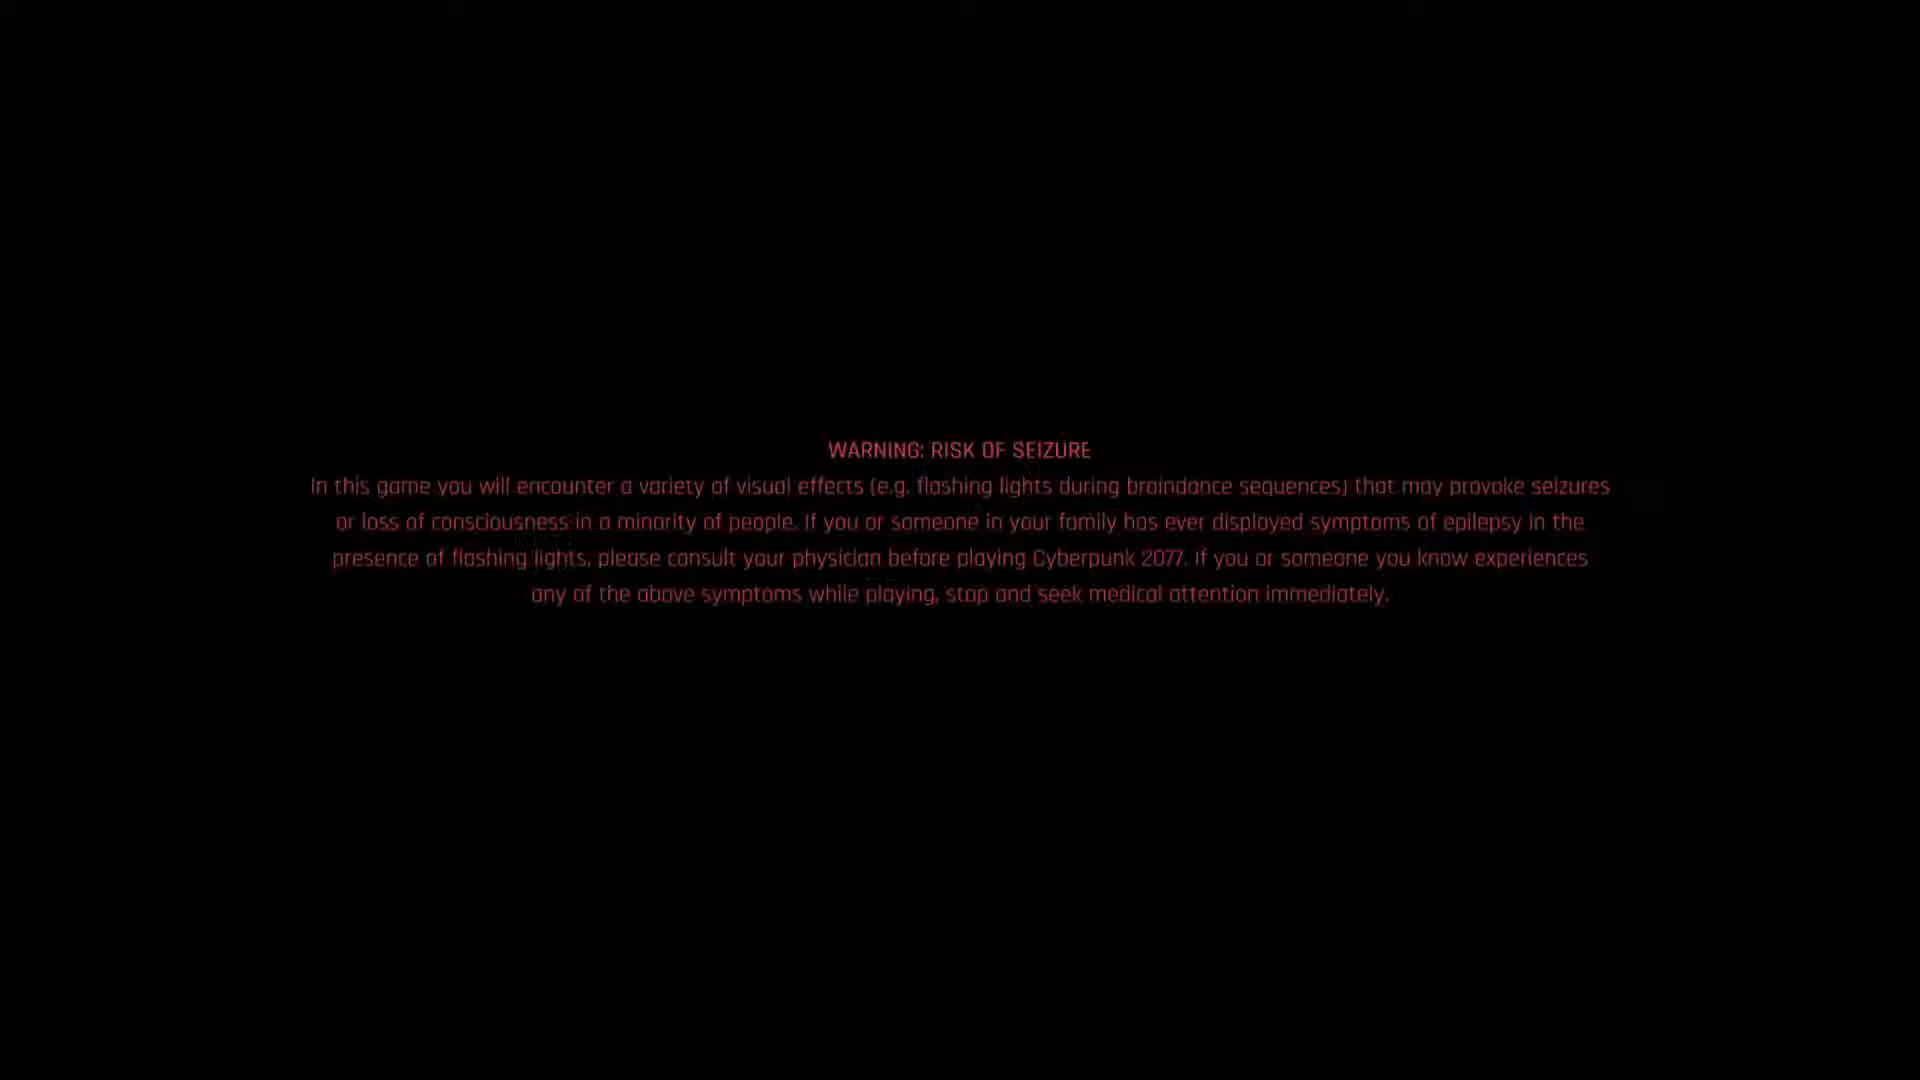 WARNING: RISK OF SEIZURE
In this game you will encounter a variety of visual effects (e.g. flashing lights during braindance sequences) that may provoke seizures
or loss of consciousness in a minority of people. If you or someone in your family has ever displayed symptoms of epilepsy in the
presence of flashing lights, please consult your physician before playing Cyberpunk 2077. If you or someone you know experiences
any of the above symptoms while playing, stop and seek medical attention immediately.